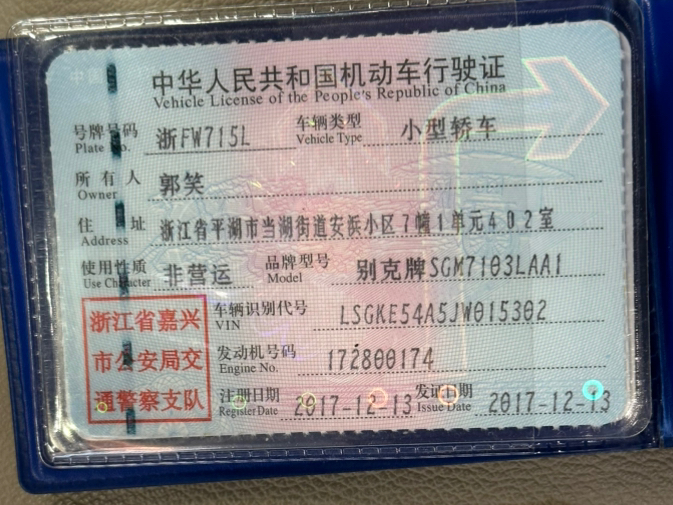 中华人民共和国机动车行驶证
Vehicle License of the People's Republic of China
号牌号码 浙FW715L 车辆类型 小型轿车
Plate No. Vehicle Type
所有人 郭笑
Owner
住址 浙江省平湖市当湖街道安浜小区7幢1单元402室
Address
使用性质 非营运 品牌型号 别克牌SGM7103LAA1
Use Character Model
浙江省嘉兴 车辆识别代号 LSGKE54A5JW015302
VIN
市公安局交 发动机号码 172800174
Engine No.
通警察支队 注册日期 2017-12-13 发证日期 2017-12-13
Register Date Issue Date